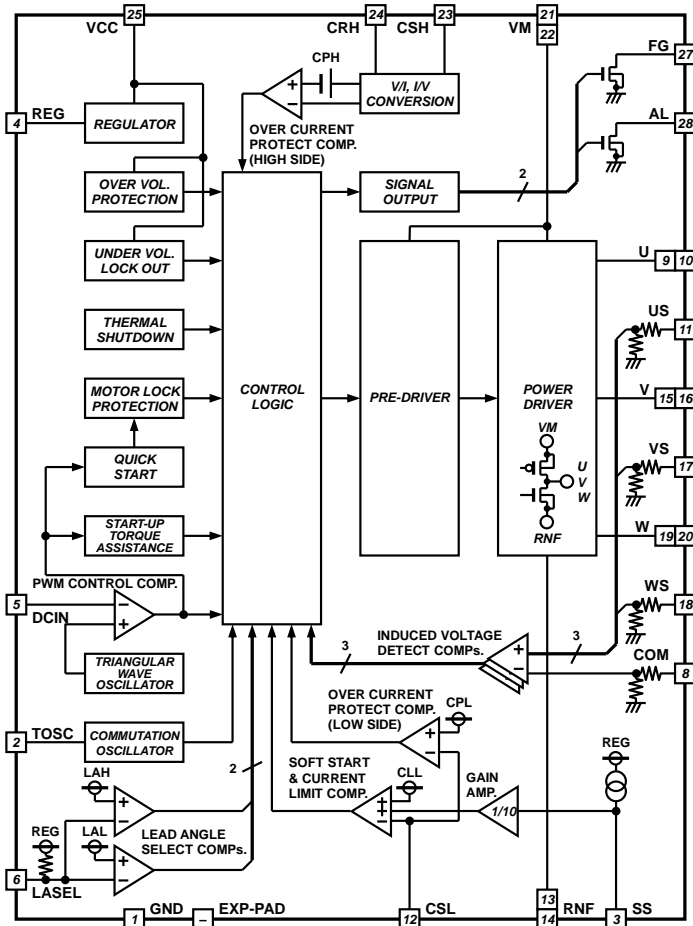 25
VCC
24
CRH
CSH
23
VM
21
22
FG
27
CPH
V/I, I/V
CONVERSION
+
−
4
REG
REGULATOR
AL
28
OVER CURRENT
PROTECT COMP.
(HIGH SIDE)
OVER VOL.
PROTECTION
SIGNAL
OUTPUT
2
UNDER VOL.
LOCK OUT
U
9
10
THERMAL
SHUTDOWN
US
11
MOTOR LOCK
PROTECTION
CONTROL
LOGIC
PRE-DRIVER
POWER
DRIVER
V
15
16
VM
U
V
W
RNF
QUICK
START
VS
17
START-UP
TORQUE
ASSISTANCE
W
19
20
PWM CONTROL COMP.
5
DCIN
−
+
WS
18
INDUCED VOLTAGE
DETECT COMPs.
3
+
−
3
COM
8
TRIANGULAR
WAVE
OSCILLATOR
OVER CURRENT
PROTECT COMP.
(LOW SIDE)
CPL
+
−
2
TOSC
COMMUTATION
OSCILLATOR
REG
2
SOFT START
& CURRENT
LIMIT COMP.
CLL
GAIN
AMP.
LAH
+
−
+
+
−
1/10
REG
LAL
LEAD ANGLE
SELECT COMPs.
+
−
6
LASEL
1
GND
–
EXP-PAD
12
CSL
13
14
RNF
3
SS